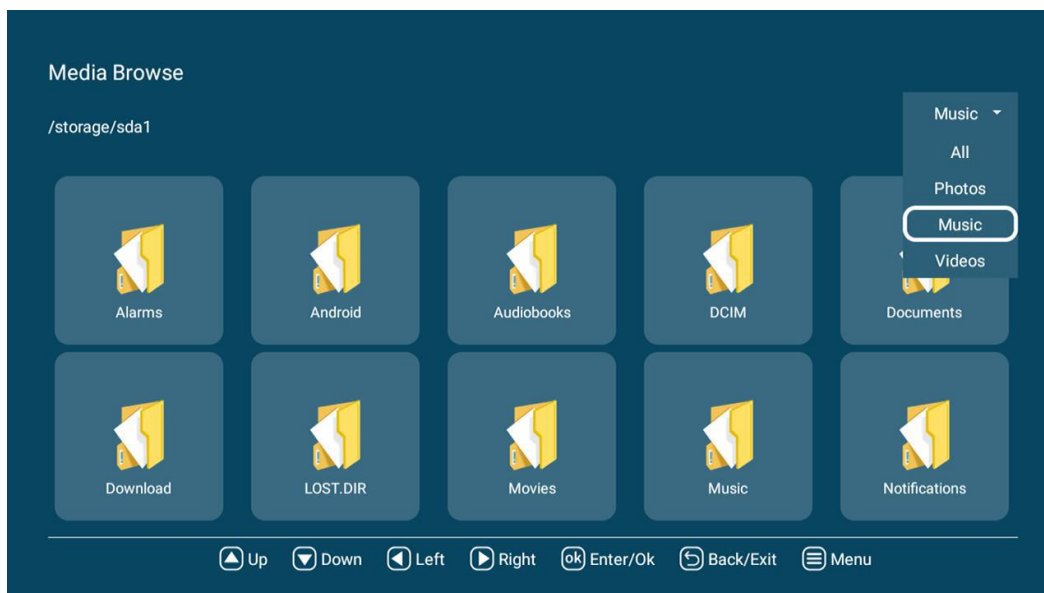 Media Browse
/storage/sda1
Music
All
Photos
Music
Videos
Alarms
Android
Audiobooks
DCIM
Documents
Download
LOST.DIR
Movies
Music
Notifications
Up Down Left Right ok Enter/Ok Back/Exit Menu